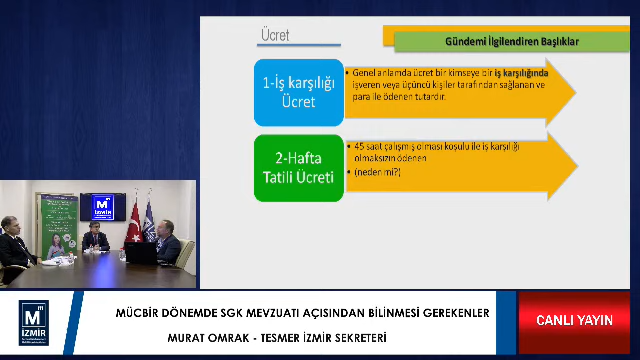 Ücret
Gündemi İlgilendiren Başlıklar
1-İş karşılığı
Ücret
• Genel anlamda ücret bir kimseye bir iş karşılığında
işveren veya üçüncü kişiler tarafından sağlanan ve
para ile ödenen tutardır.
2-Hafta
Tatili Ücreti
• 45 saat çalışmış olması koşulu ile iş karşılığı
olmaksızın ödenen
• (neden mi?)
M
İZMİR
M
İZMİR
MÜCBİR DÖNEMDE SGK MEVZUATI AÇISINDAN BİLİNMESİ GEREKENLER
MURAT OMRAK - TESMER İZMİR SEKRETERİ
CANLI YAYIN